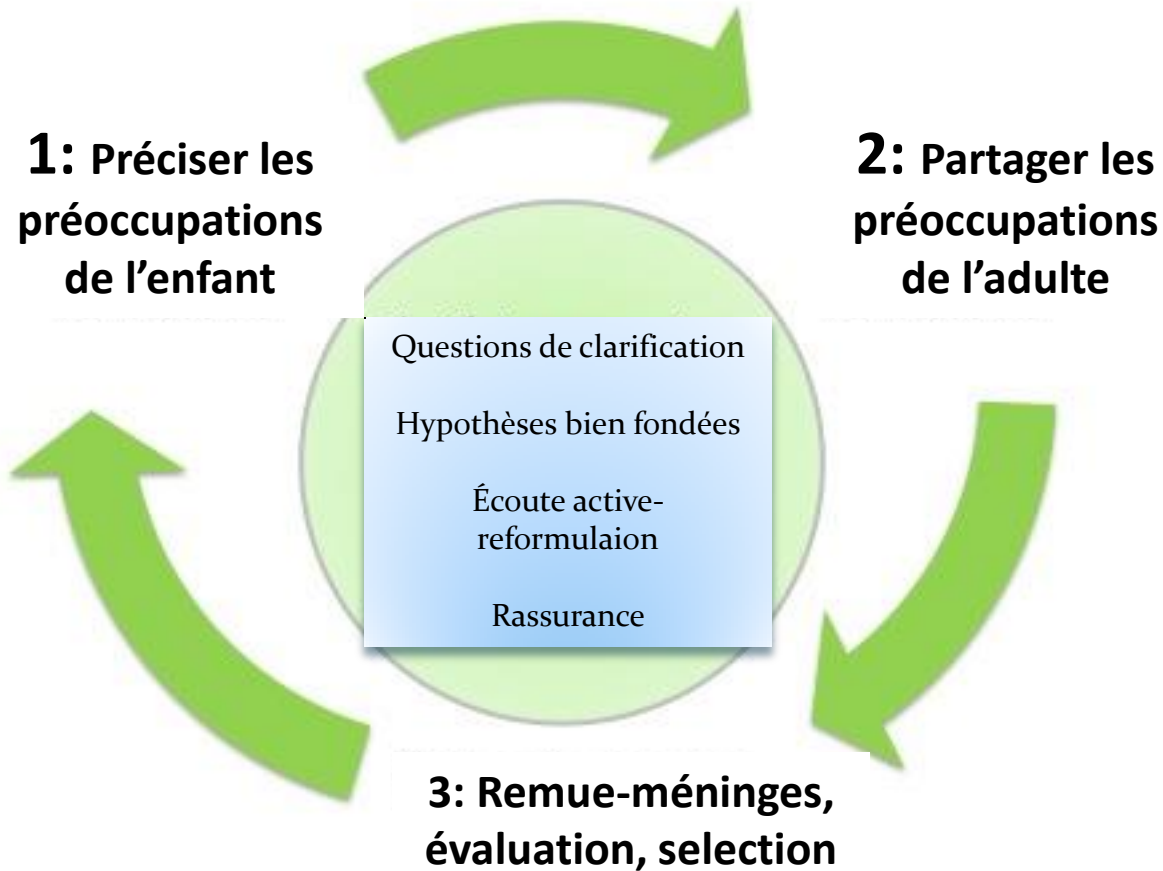 1: Préciser les
préoccupations
de l’enfant
2: Partager les
préoccupations
de l’adulte
Questions de clarification
Hypothèses bien fondées
Écoute active-
reformulaion
Rassurance
3: Remue-méninges,
évaluation, selection